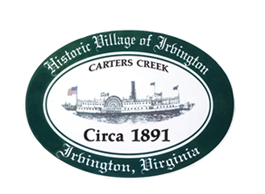 Historic Village of Irvington
CARTERS CREEK
Circa 1891
Irvington, Virginia